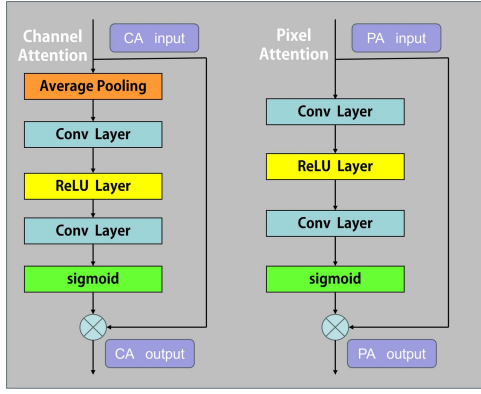 Channel
Attention
CA input
Average Pooling
Conv Layer
ReLU Layer
Conv Layer
sigmoid
CA output
Pixel
Attention
PA input
Conv Layer
ReLU Layer
Conv Layer
sigmoid
PA output